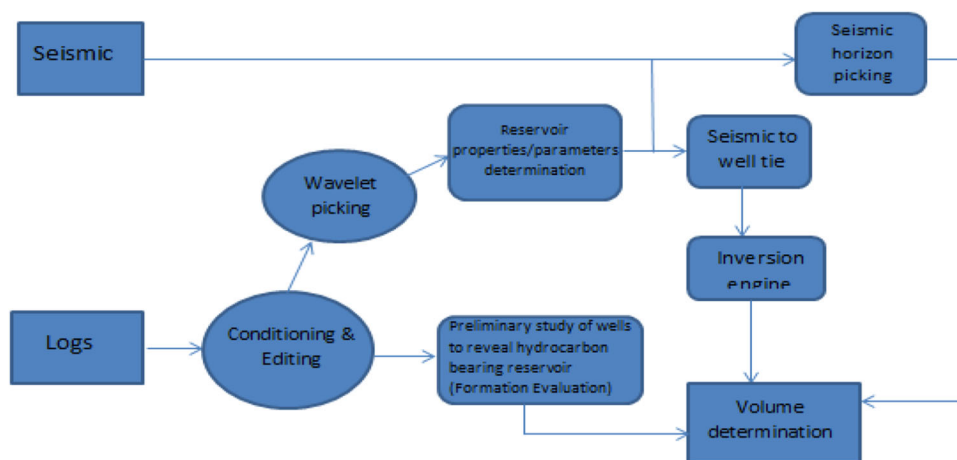 Seismic
Seismic
horizon
picking
Reservoir
properties/parameters
determination
Seismic to
well tie
Wavelet
picking
Inversion
engine
Logs
Conditioning &
Editing
Preliminary study of wells
to reveal hydrocarbon
bearing reservoir
(Formation Evaluation)
Volume
determination